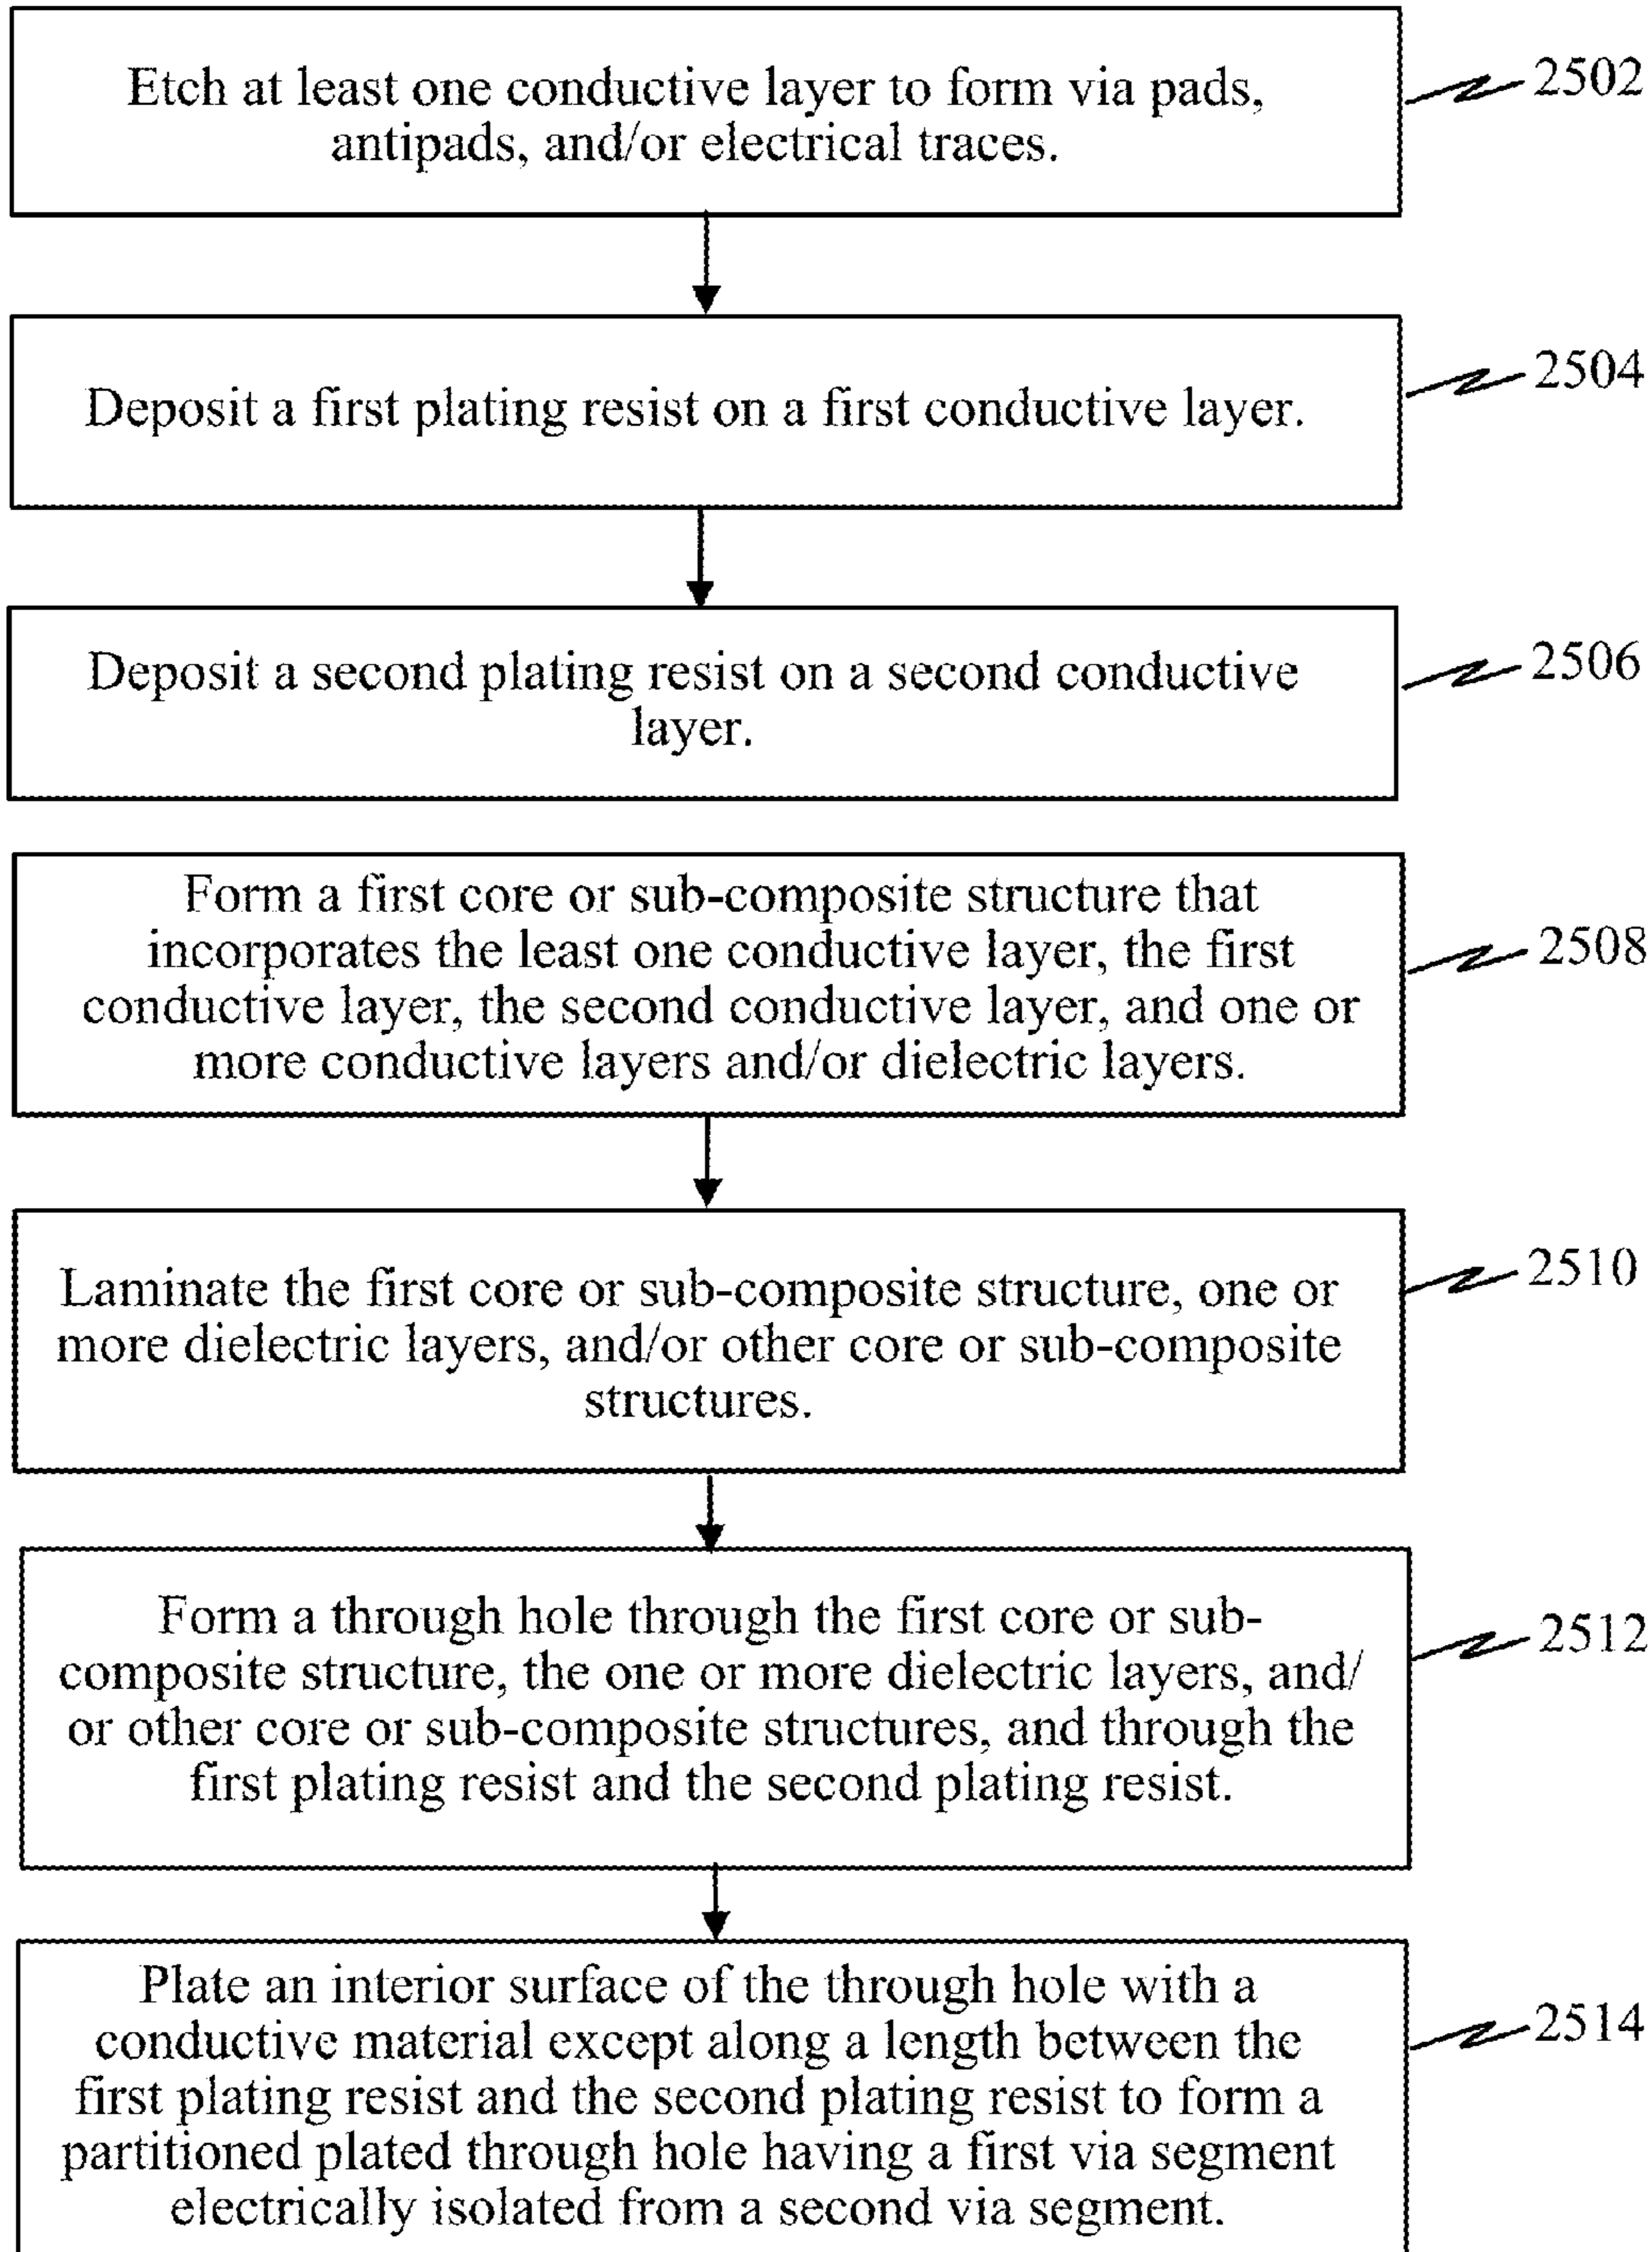 Etch at least one conductive layer to form via pads,
antipads, and/or electrical traces.
2502
Deposit a first plating resist on a first conductive layer.
2504
Deposit a second plating resist on a second conductive
layer.
2506
Form a first core or sub-composite structure that
incorporates the least one conductive layer, the first
conductive layer, the second conductive layer, and one or
more conductive layers and/or dielectric layers.
2508
Laminate the first core or sub-composite structure, one or
more dielectric layers, and/or other core or sub-composite
structures.
2510
Form a through hole through the first core or sub-
composite structure, the one or more dielectric layers, and/
or other core or sub-composite structures, and through the
first plating resist and the second plating resist.
2512
Plate an interior surface of the through hole with a
conductive material except along a length between the
first plating resist and the second plating resist to form a
partitioned plated through hole having a first via segment
electrically isolated from a second via segment.
2514